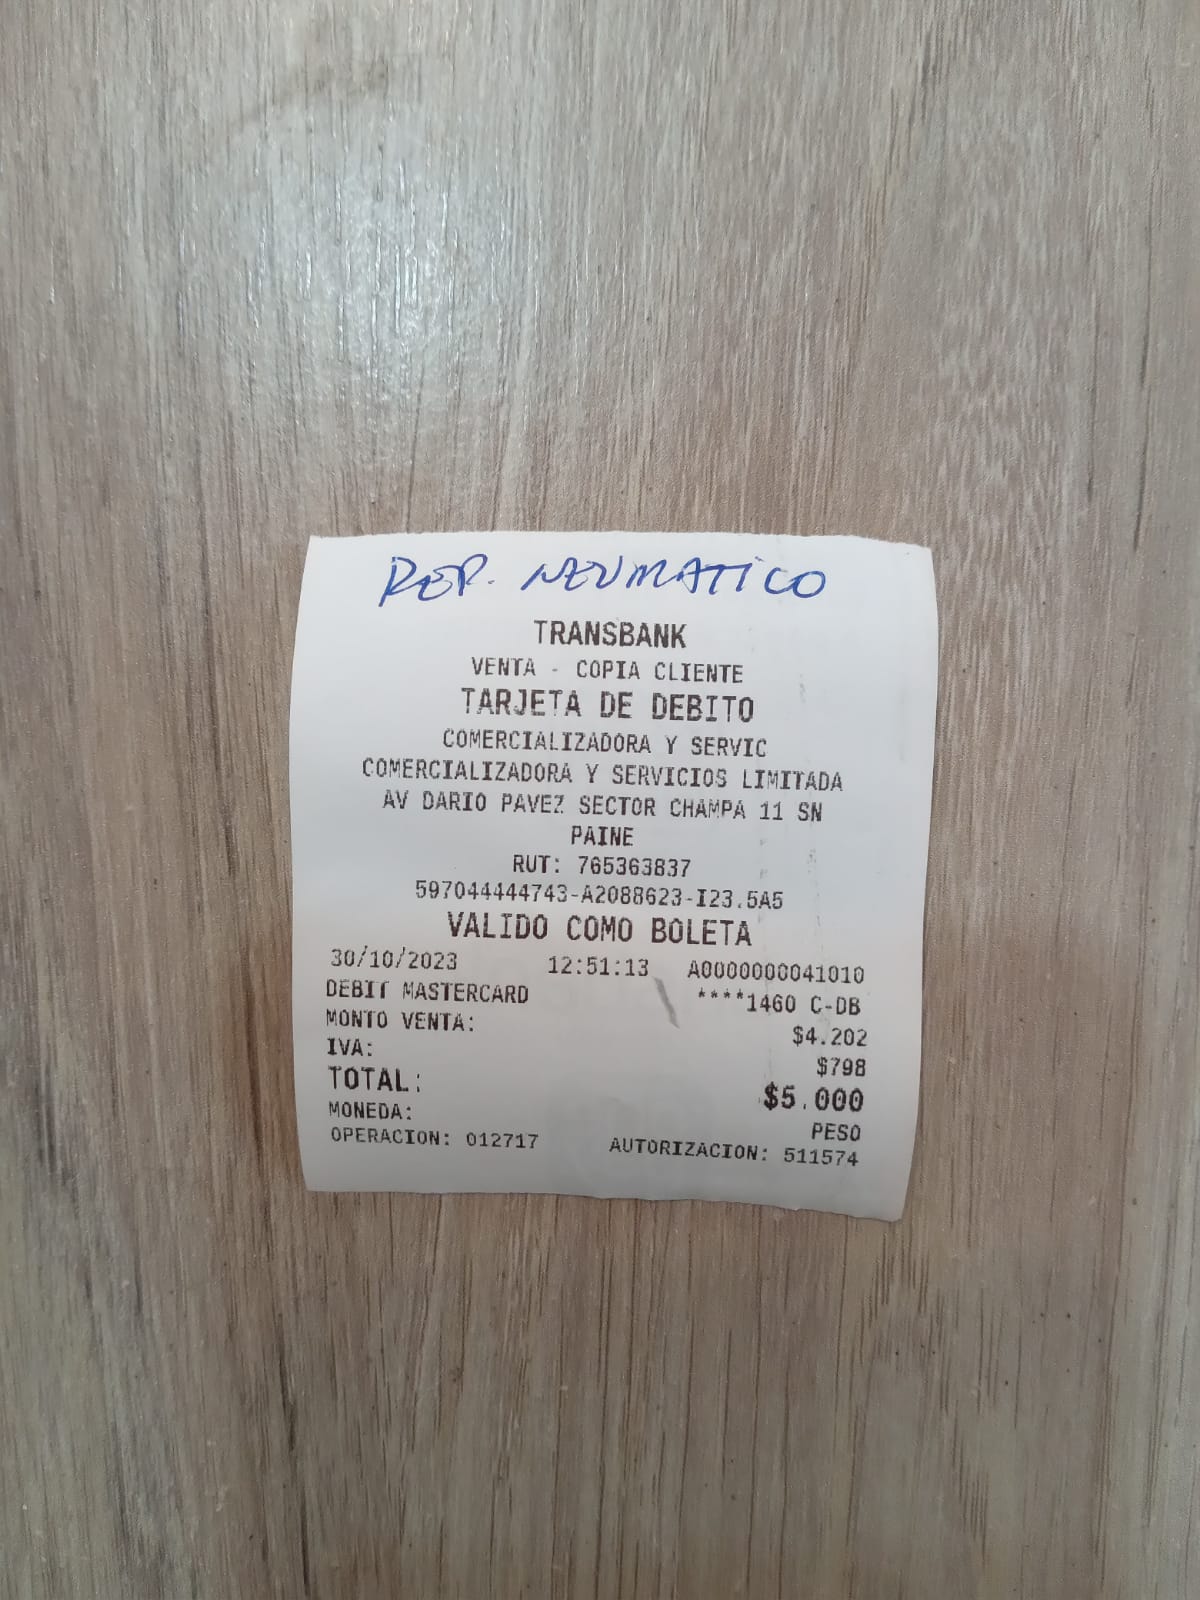 REP. NEUMATICO
TRANSBANK
VENTA - COPIA CLIENTE
TARJETA DE DEBITO
COMERCIALIZADORA Y SERVIC
COMERCIALIZADORA Y SERVICIOS LIMITADA
AV DARIO PAVEZ SECTOR CHAMPA 11 SN
PAINE
RUT: 765363837
597044444743-A2088623-I23.5A5
VALIDO COMO BOLETA
30/10/2023 12:51:13 A0000000041010
DEBIT MASTERCARD ****1460 C-DB
MONTO VENTA: $4.202
IVA: $798
TOTAL: $5.000
MONEDA: PESO
OPERACION: 012717 AUTORIZACION: 511574